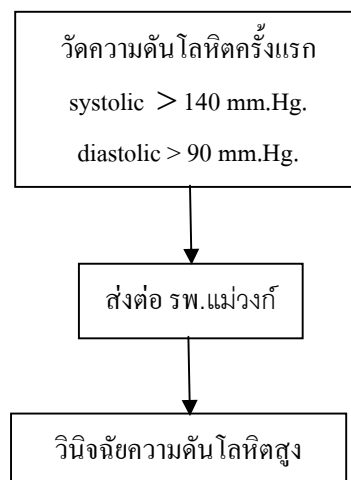 วัดความดันโลหิตครั้งแรก
systolic > 140 mm.Hg.
diastolic > 90 mm.Hg.
ส่งต่อ รพ.แม่วงก์
วินิจฉัยความดันโลหิตสูง